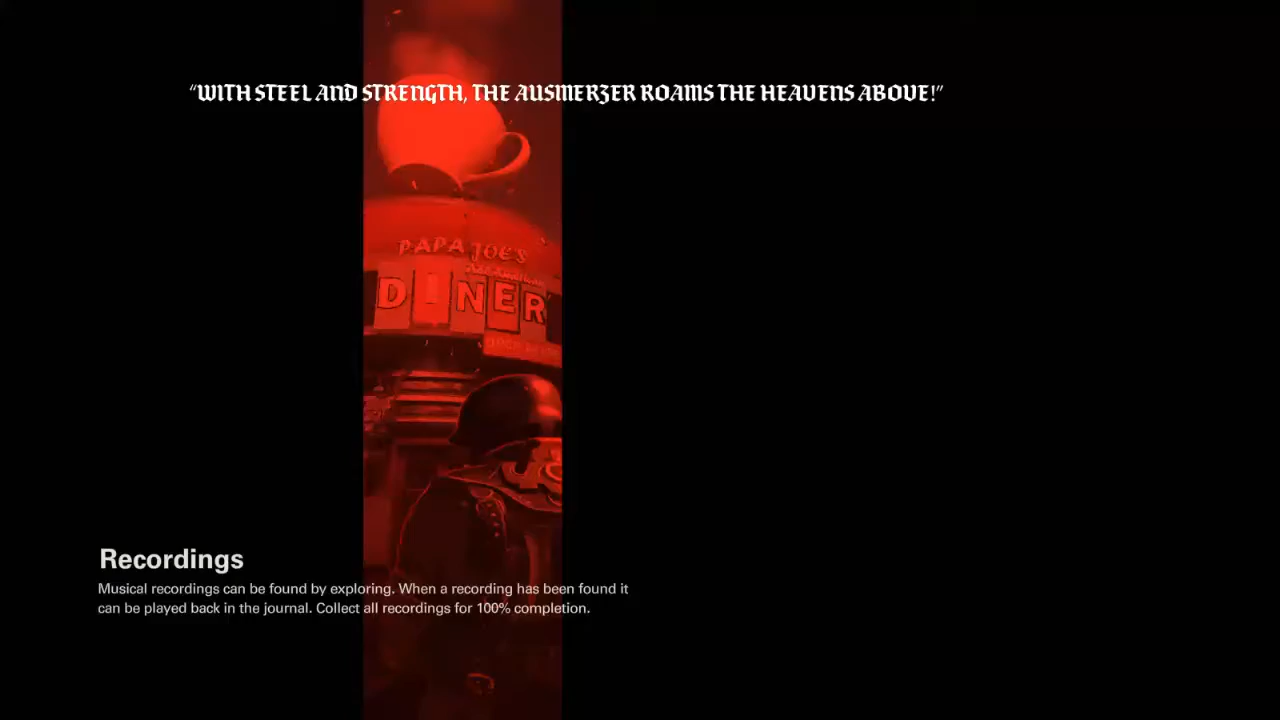 “WITH STEEL AND STRENGTH, THE AUSMERZER ROAMS THE HEAVENS ABOVE!”
PAPA JOE'S
DINER
Recordings
Musical recordings can be found by exploring. When a recording has been found it
can be played back in the journal. Collect all recordings for 100% completion.